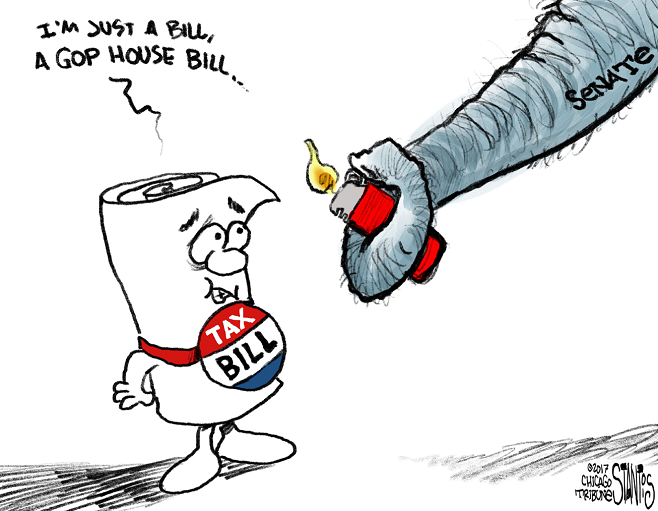 I'M JUST A BILL,
A GOP HOUSE BILL...
SENATE
TAX
BILL
©2017
CHICAGO
TRIBUNE
STANTIS